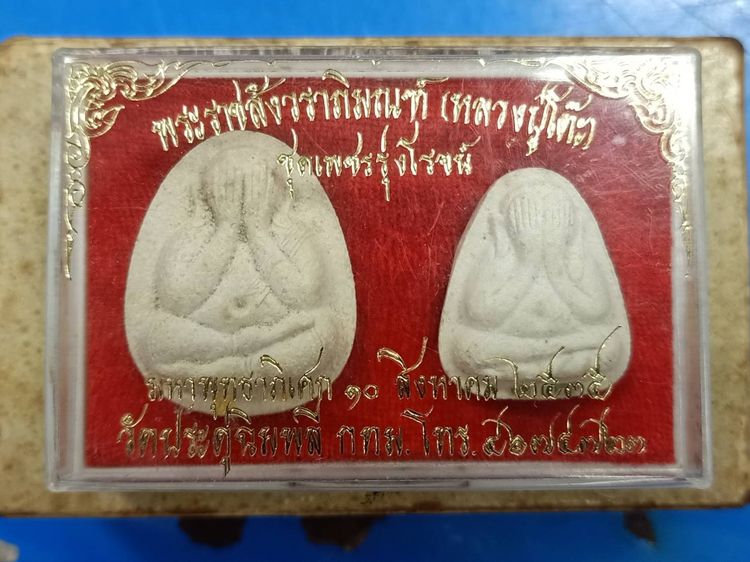 พระราชสังวราภิมณฑ์ (หลวงปู่โต๊ะ)
ชุดเพชรรุ่งโรจน์
มหาพุทธาภิเศก ๑๐ สิงหาคม ๒๕๓๕
วัดประดู่ฉิมพลี กทม. โทร. ๔๖๗๕๗๒๓